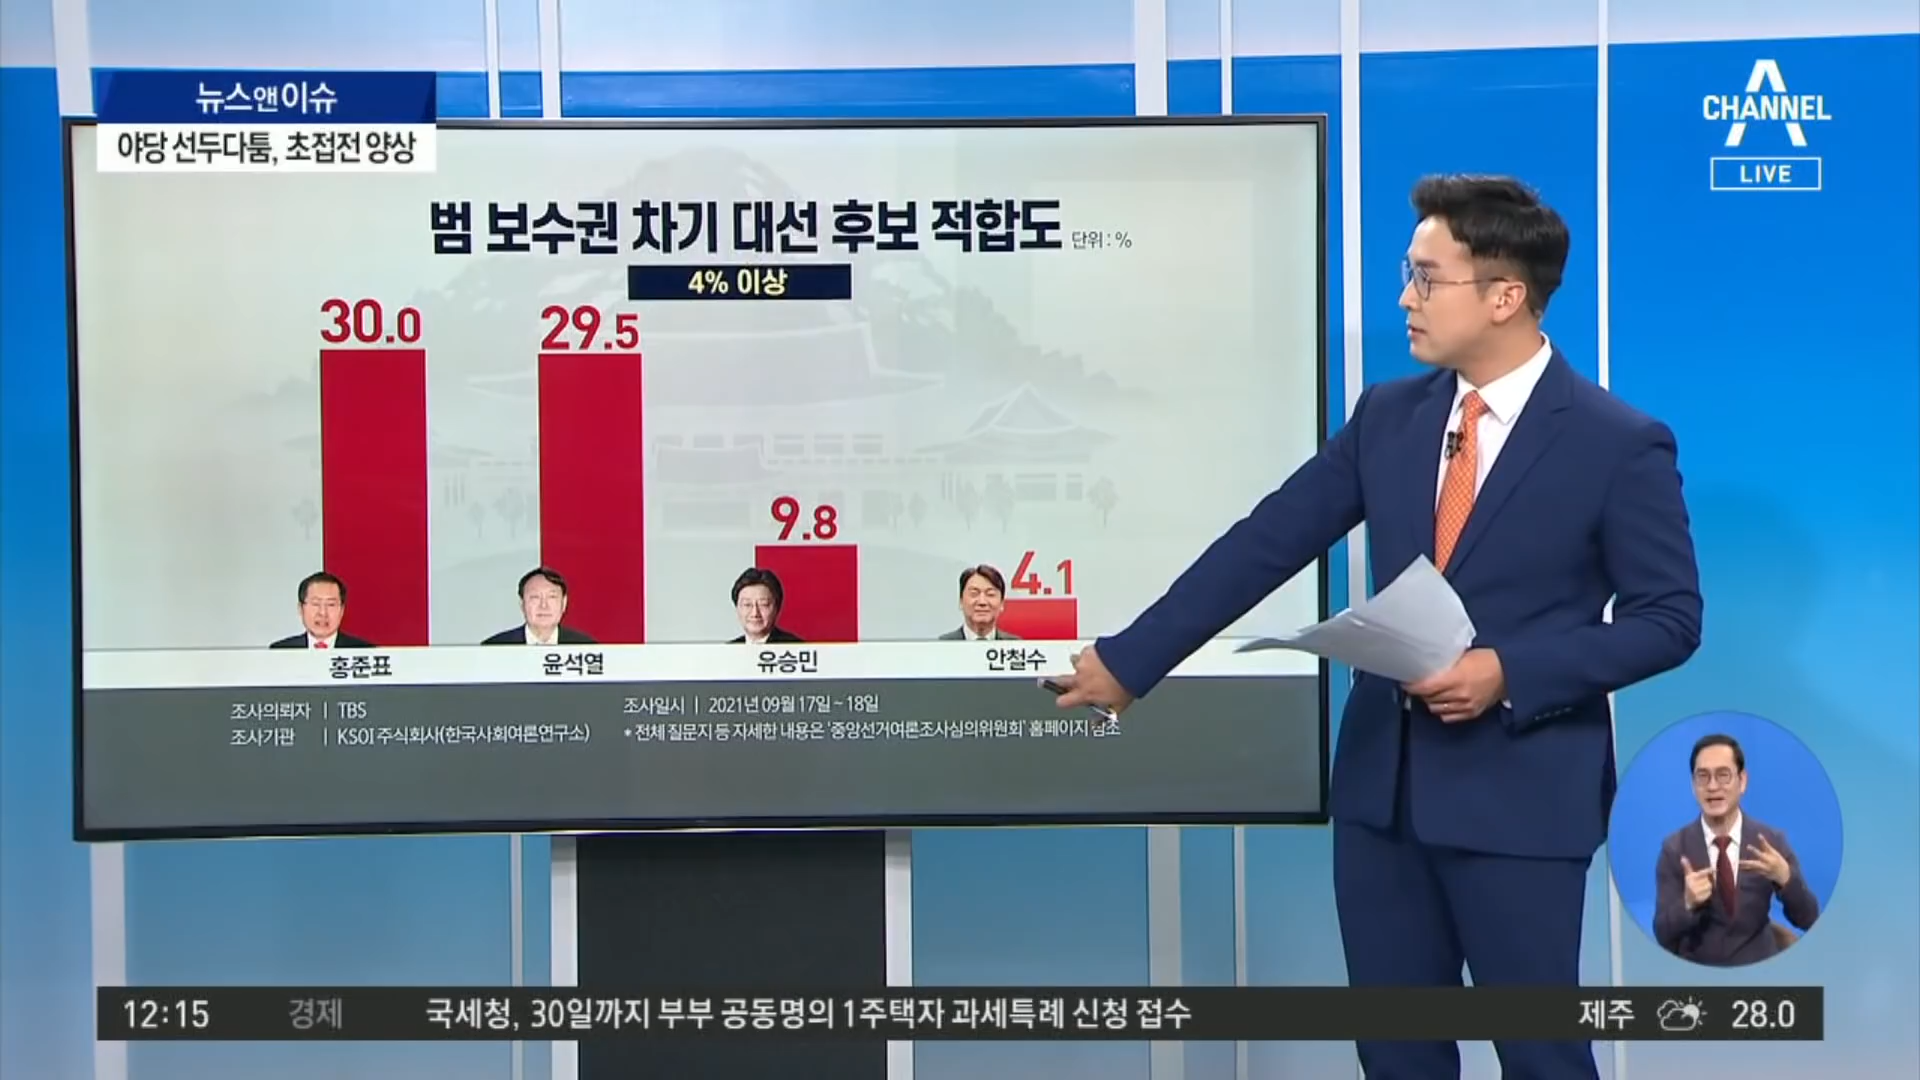 뉴스앤이슈
야당 선두다툼, 초접전 양상
CHANNEL A
LIVE
범 보수권 차기 대선 후보 적합도 단위 : %
4% 이상
30.0
29.5
9.8
4.1
홍준표
윤석열
유승민
안철수
조사의뢰자 | TBS
조사기관 | KSOI 주식회사(한국사회여론연구소)
조사일시 | 2021년 09월 17일 ~ 18일
* 전체 질문지 등 자세한 내용은 '중앙선거여론조사심의위원회' 홈페이지 참조
12:15 경제 국세청, 30일까지 부부 공동명의 1주택자 과세특례 신청 접수 제주 28.0